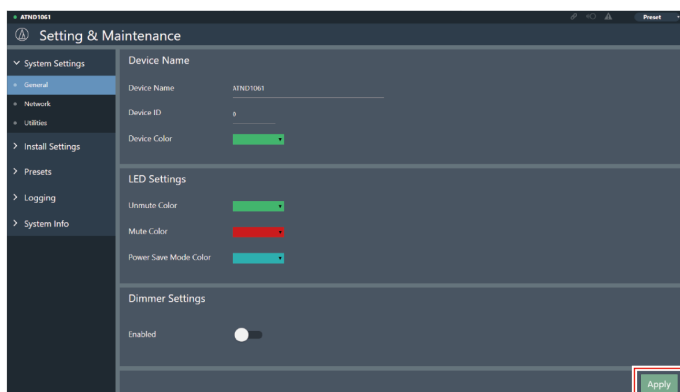 ATND1061
Preset
Setting & Maintenance
System Settings
General
Network
Utilities
Install Settings
Presets
Logging
System Info
Device Name
Device Name ATND1061
Device ID 0
Device Color
LED Settings
Unmute Color
Mute Color
Power Save Mode Color
Dimmer Settings
Enabled
Apply